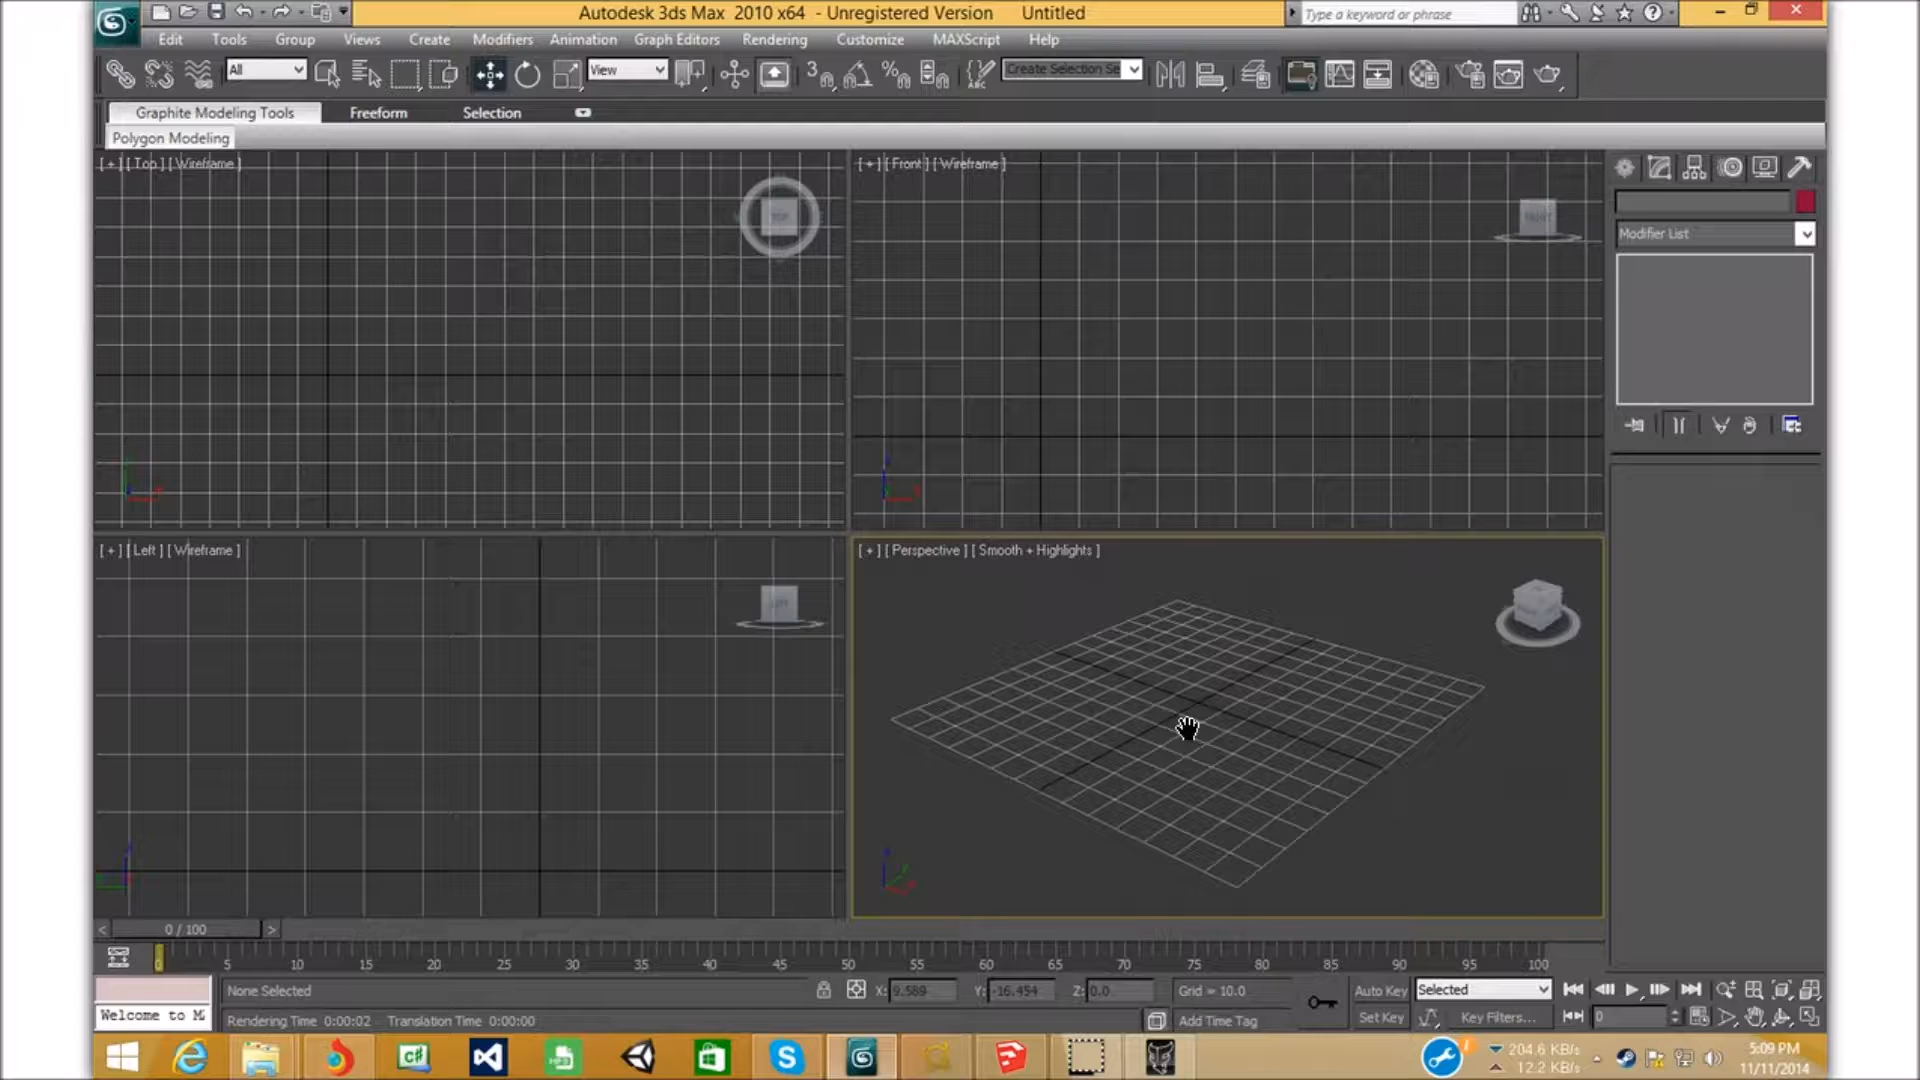 Autodesk 3ds Max 2010 x64 - Unregistered Version Untitled
Type a keyword or phrase
Edit Tools Group Views Create Modifiers Animation Graph Editors Rendering Customize MAXScript Help
All
View
3
ABC
Create Selection Se
Graphite Modeling Tools Freeform Selection
Polygon Modeling
[ + ] [ Top ] [ Wireframe ]
TOP
[ + ] [ Front ] [ Wireframe ]
FRONT
Modifier List
[ + ] [ Left ] [ Wireframe ]
LEFT
[ + ] [ Perspective ] [ Smooth + Highlights ]
< 0 / 100 >
0 5 10 15 20 25 30 35 40 45 50 55 60 65 70 75 80 85 90 95 100
None Selected X: 9.589 Y: -16.454 Z: 0.0 Grid = 10.0 Auto Key Selected
Welcome to M
Rendering Time 0:00:02 Translation Time 0:00:00 Add Time Tag Set Key Key Filters... 0
C#
204.6 KB/s
12.2 KB/s
5:09 PM
11/11/2014